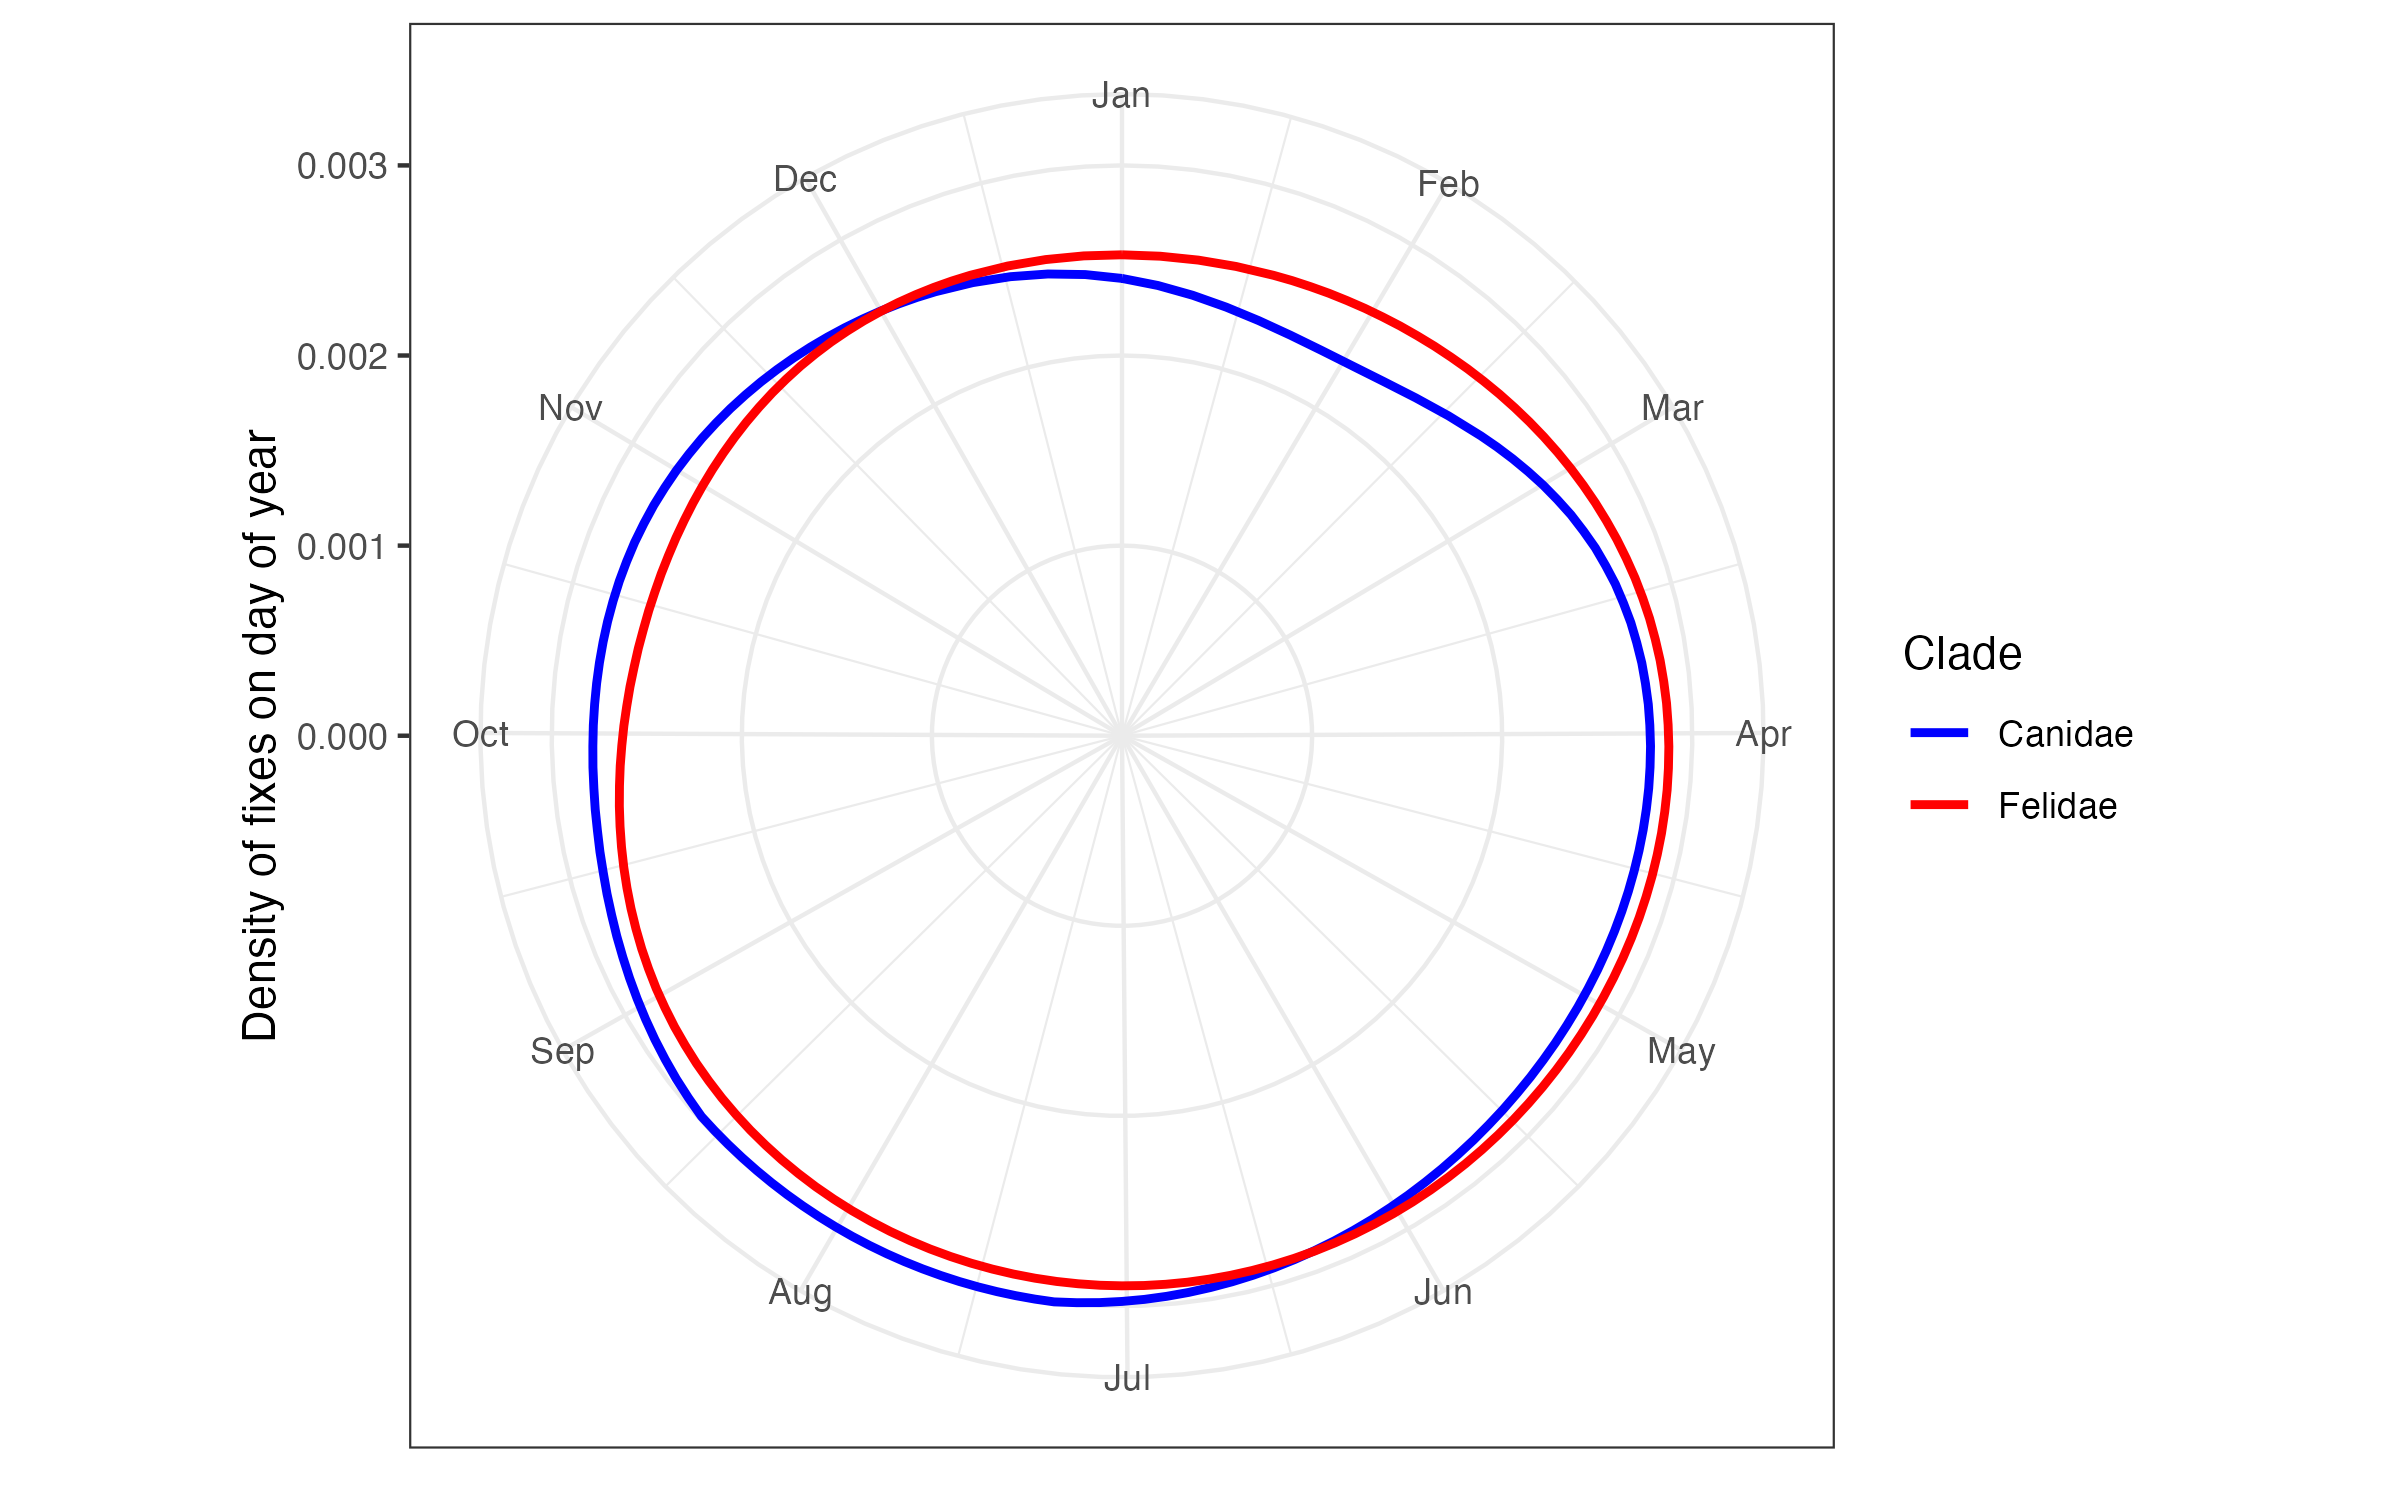 Density of fixes on day of year
0.003
0.002
0.001
0.000
Jan
Feb
Mar
Apr
May
Jun
Jul
Aug
Sep
Oct
Nov
Dec
Clade
Canidae
Felidae